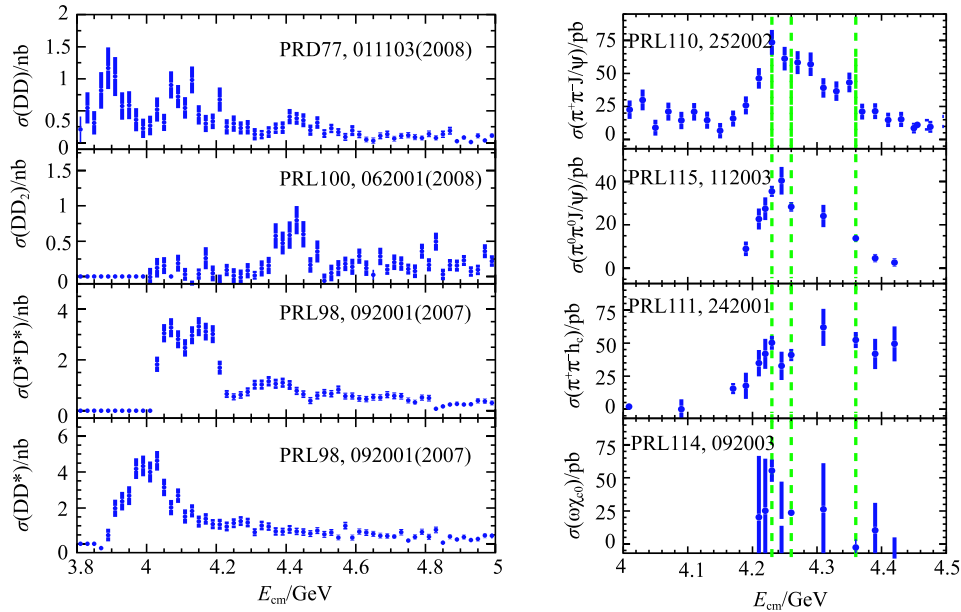 2
1.5
1
0.5
0
σ(DD)/nb
PRD77, 011103(2008)
1.5
1
0.5
0
σ(DD₂)/nb
PRL100, 062001(2008)
4
2
0
σ(D*D*)/nb
PRL98, 092001(2007)
6
4
2
0
σ(DD*)/nb
PRL98, 092001(2007)
3.8 4 4.2 4.4 4.6 4.8 5
E_cm/GeV
75
50
25
0
σ(π⁺π⁻J/ψ)/pb
PRL110, 252002
40
20
0
σ(π⁰π⁰J/ψ)/pb
PRL115, 112003
75
50
25
0
σ(π⁺π⁻h_c)/pb
PRL111, 242001
75
50
25
0
σ(ωχ_c0)/pb
PRL114, 092003
4 4.1 4.2 4.3 4.4 4.5
E_cm/GeV